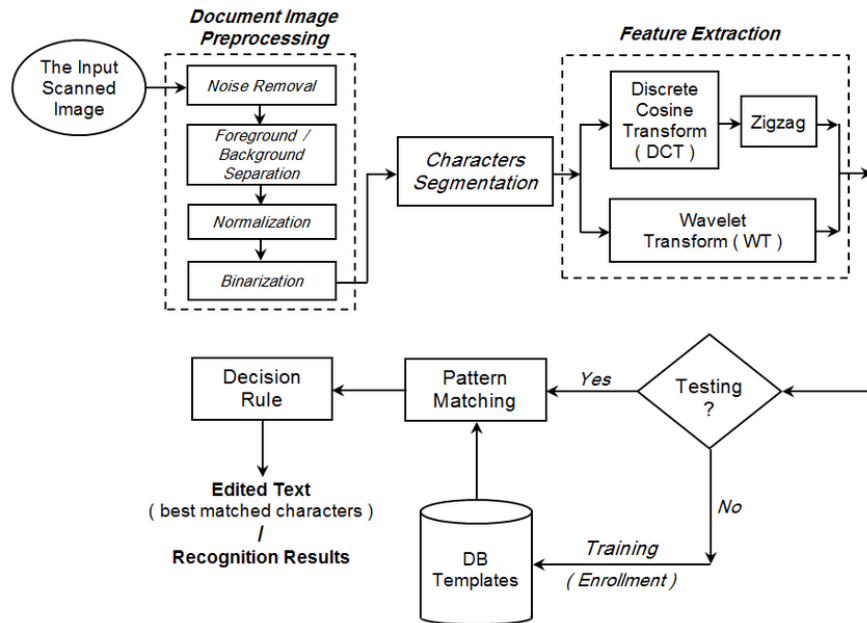 Document Image
Preprocessing
Feature Extraction
The Input
Scanned
Image
Noise Removal
Foreground /
Background
Separation
Normalization
Binarization
Characters
Segmentation
Discrete
Cosine
Transform
( DCT )
Zigzag
Wavelet
Transform ( WT )
Decision
Rule
Pattern
Matching
Yes
Testing
?
No
Edited Text
( best matched characters )
/
Recognition Results
DB
Templates
Training
( Enrollment )